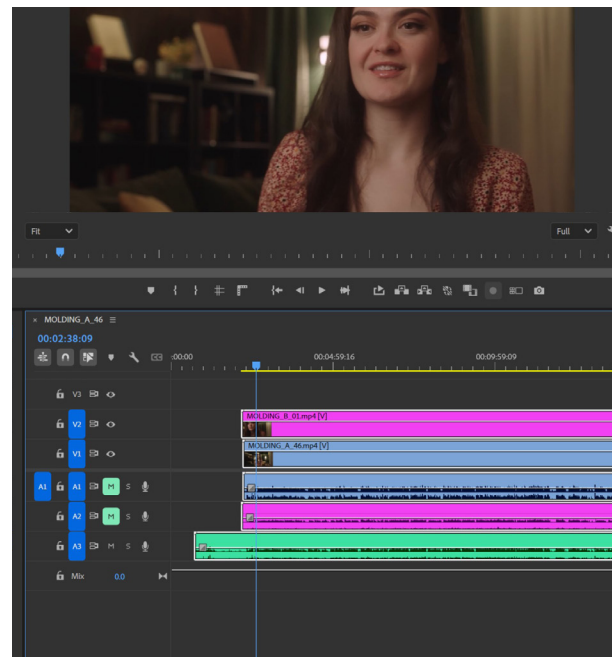 Fit
Full
× MOLDING_A_46 ≡
00:02:38:09
CC
:00:00
00:04:59:16
00:09:59:09
V3
V2
MOLDING_B_01.mp4 [V]
V1
MOLDING_A_46.mp4 [V]
A1 A1 M S
A2 M S
A3 M S
Mix 0.0